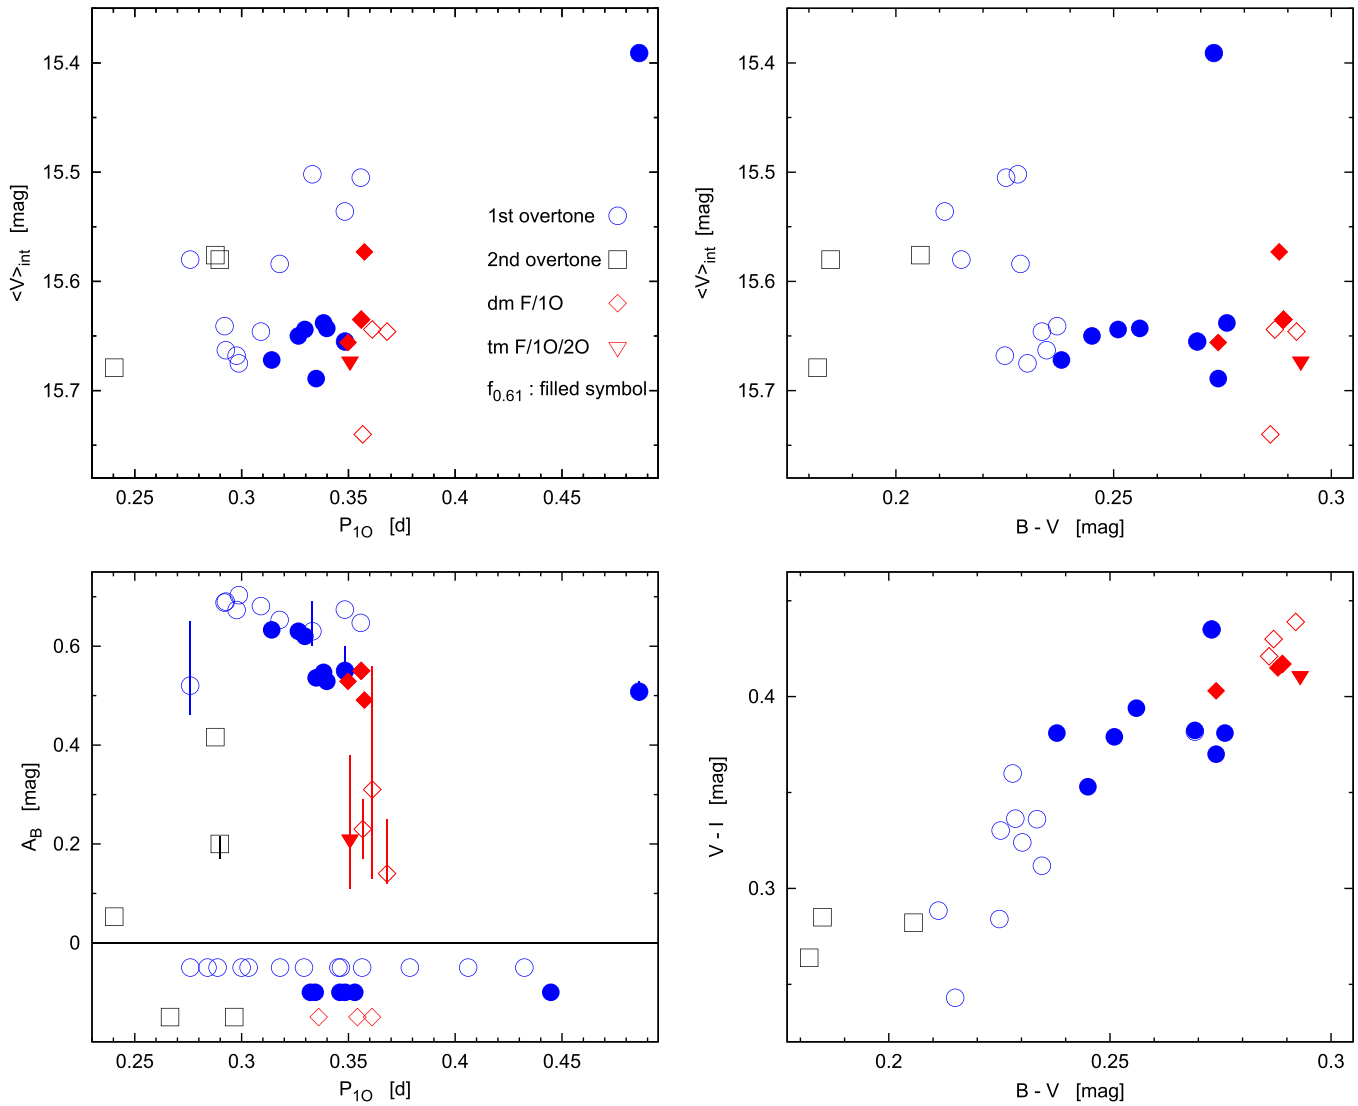 15.4
15.5
15.6
15.7
<V>int [mag]
0.25
0.3
0.35
0.4
0.45
P1O [d]
1st overtone
2nd overtone
dm F/1O
tm F/1O/2O
f0.61 : filled symbol
15.4
15.5
15.6
15.7
<V>int [mag]
0.2
0.25
0.3
B - V [mag]
0.6
0.4
0.2
0
AB [mag]
0.25
0.3
0.35
0.4
0.45
P1O [d]
0.4
0.3
V - I [mag]
0.2
0.25
0.3
B - V [mag]